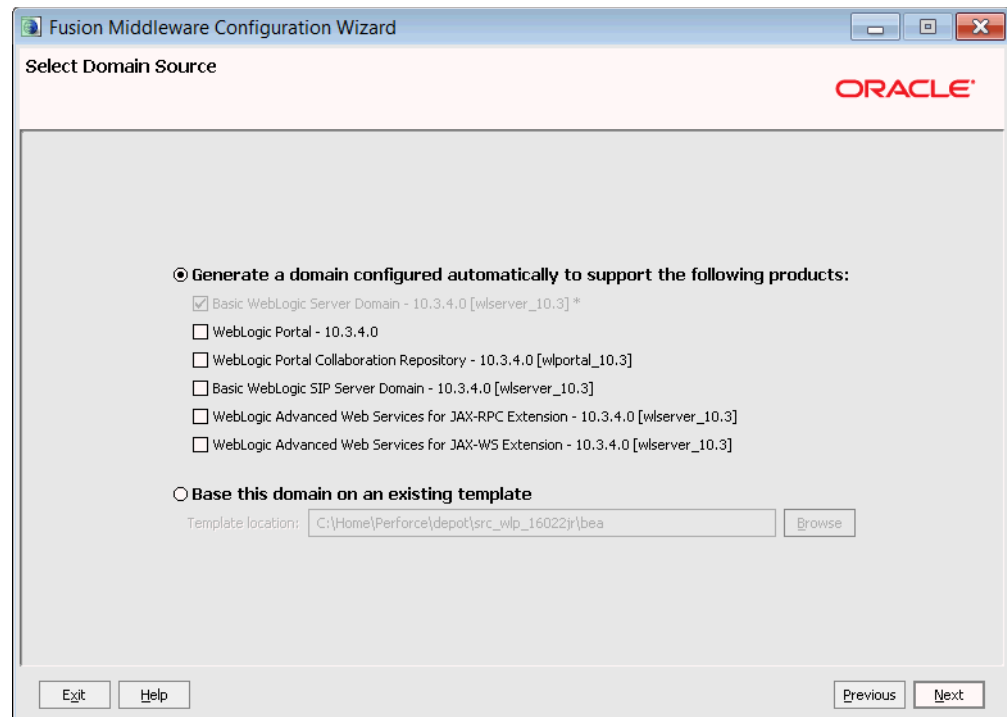 Fusion Middleware Configuration Wizard
Select Domain Source
ORACLE
Generate a domain configured automatically to support the following products:
Basic WebLogic Server Domain - 10.3.4.0 [wlserver_10.3] *
WebLogic Portal - 10.3.4.0
WebLogic Portal Collaboration Repository - 10.3.4.0 [wlportal_10.3]
Basic WebLogic SIP Server Domain - 10.3.4.0 [wlserver_10.3]
WebLogic Advanced Web Services for JAX-RPC Extension - 10.3.4.0 [wlserver_10.3]
WebLogic Advanced Web Services for JAX-WS Extension - 10.3.4.0 [wlserver_10.3]
Base this domain on an existing template
Template location: C:\Home\Perforce\depot\src_wlp_16022jr\bea Browse
Exit Help Previous Next